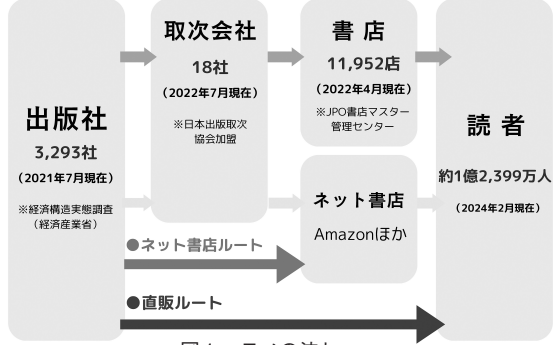 出版社
3,293社
（2021年7月現在）
※経済構造実態調査
（経済産業省）
取次会社
18社
（2022年7月現在）
※日本出版取次
協会加盟
書店
11,952店
（2022年4月現在）
※JPO書店マスター
管理センター
ネット書店
Amazonほか
読者
約1億2,399万人
（2024年2月現在）
●ネット書店ルート
●直販ルート